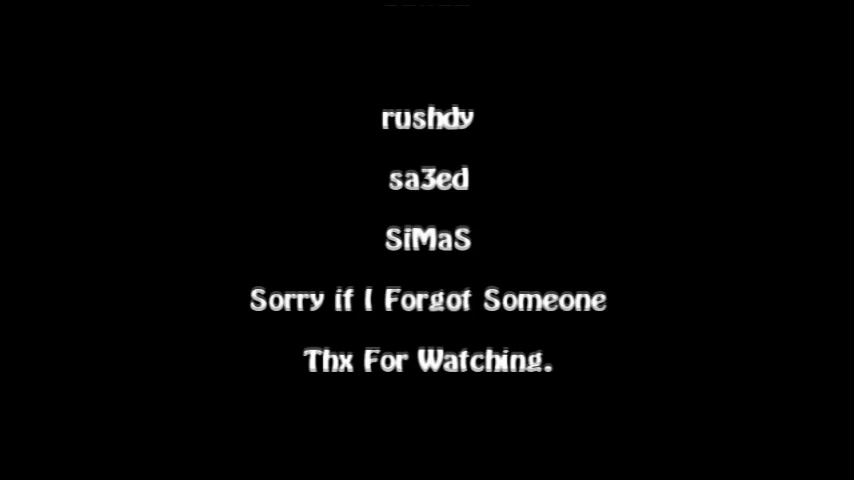 rushdy
sa3ed
SiMaS
Sorry if I Forgot Someone
Thx For Watching.